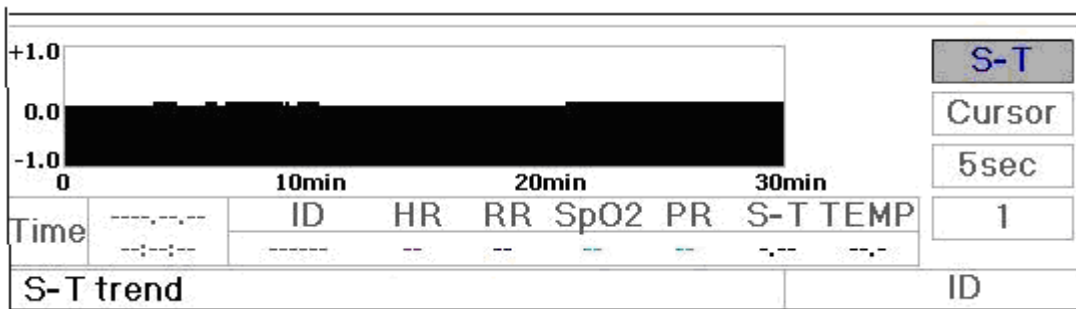 +1.0
S-T
0.0
Cursor
-1.0
5sec
0 10min 20min 30min
Time ----.--.-- ID HR RR SpO2 PR S-T TEMP
1
--:--:-- ------ -- -- -- -- -.-- --.-
S-T trend ID